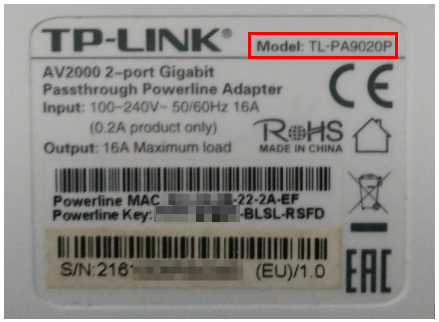 TP-LINK® Model: TL-PA9020P
AV2000 2-port Gigabit
Passthrough Powerline Adapter
Input: 100-240V~ 50/60Hz 16A
(0.2A product only)
Output: 16A Maximum load
CE
RoHS
MADE IN CHINA
Powerline MAC -22-2A-EF
Powerline Key: -BLSL-RSFD
S/N:216 (EU)/1.0
EAC